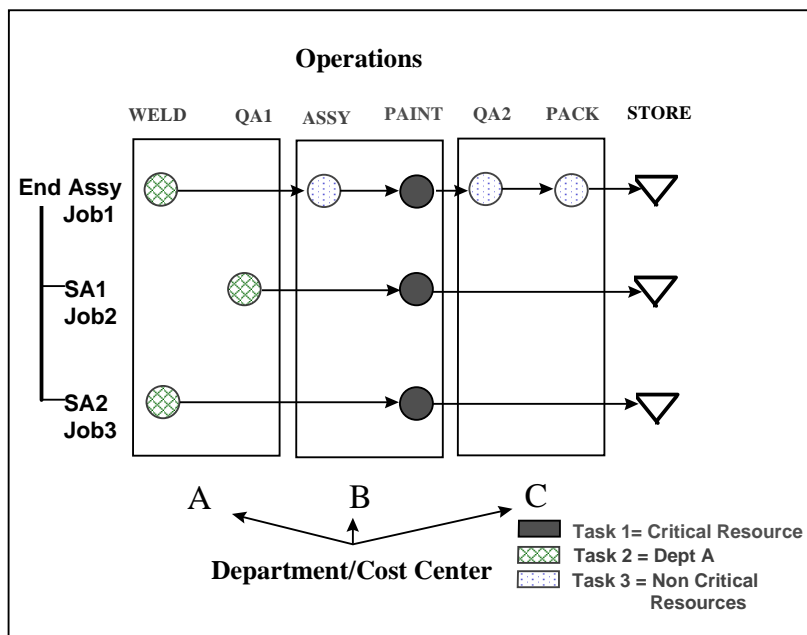 Operations
WELD QA1 ASSY PAINT QA2 PACK STORE
End Assy
Job1
SA1
Job2
SA2
Job3
A B C
Department/Cost Center
Task 1= Critical Resource
Task 2 = Dept A
Task 3 = Non Critical
Resources